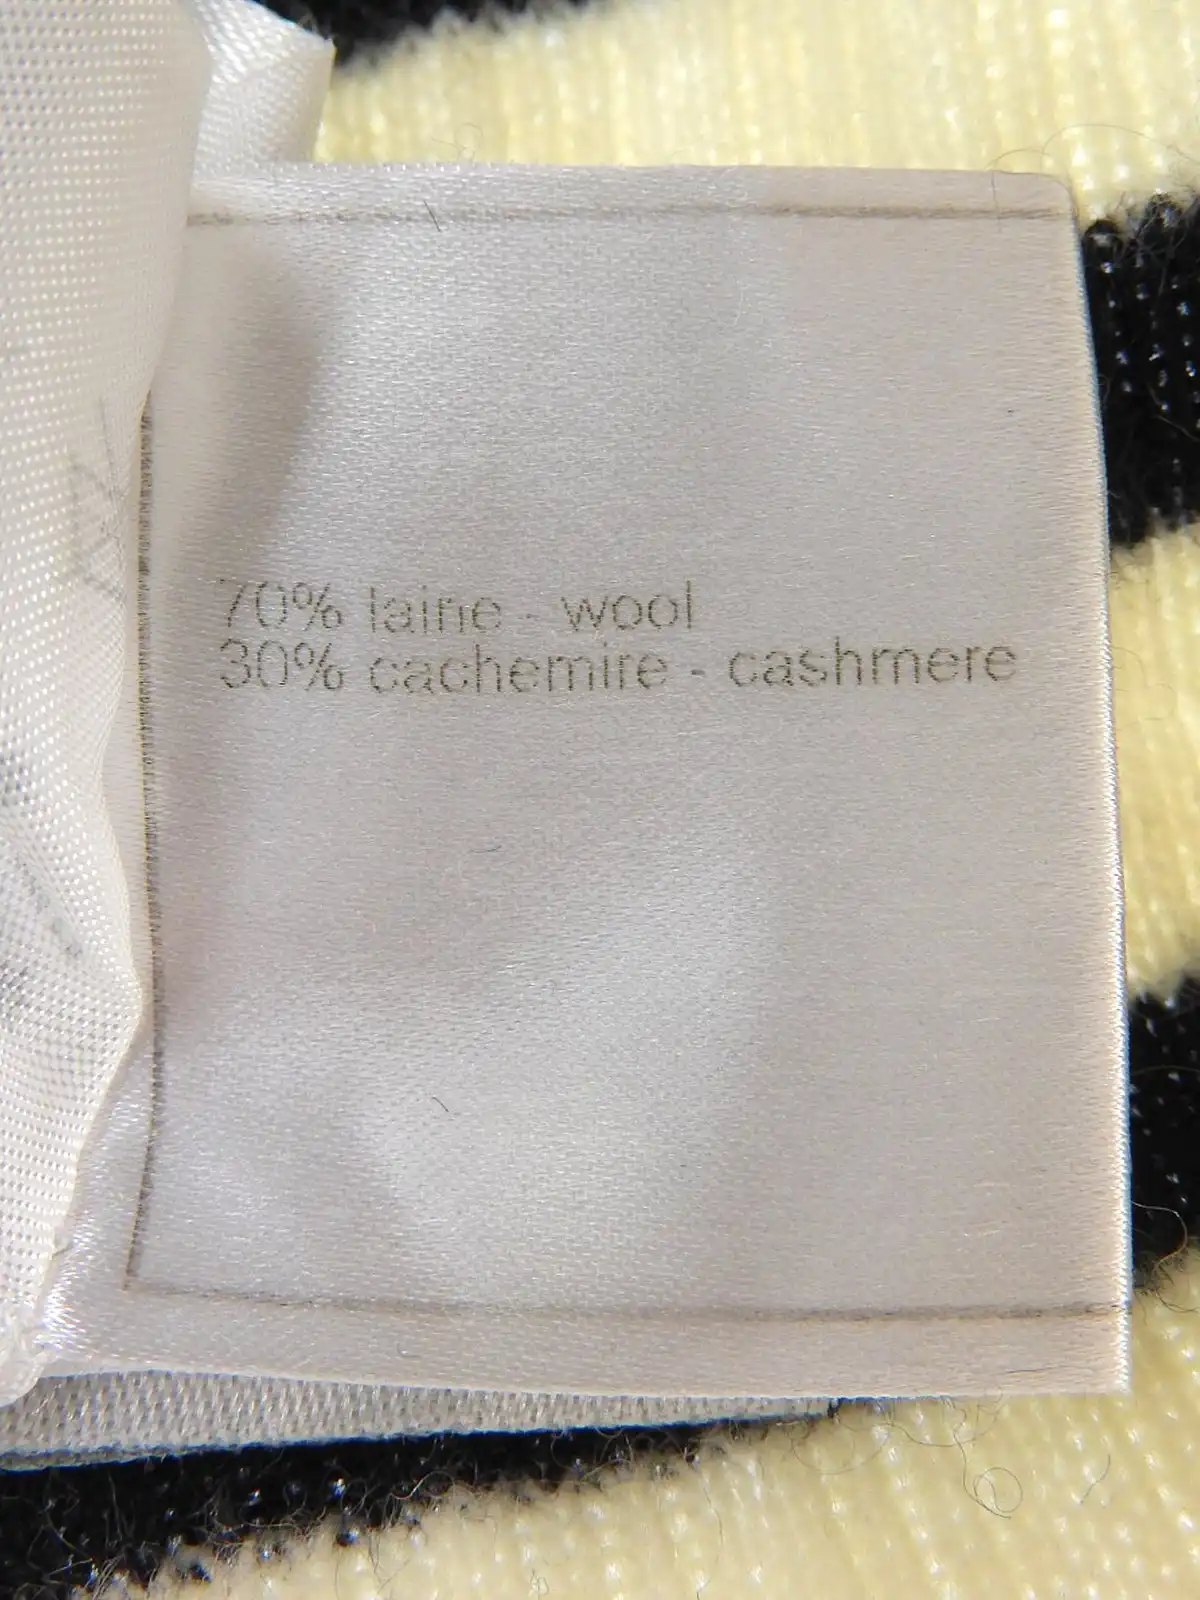 70% laine - wool
30% cachemire - cashmere